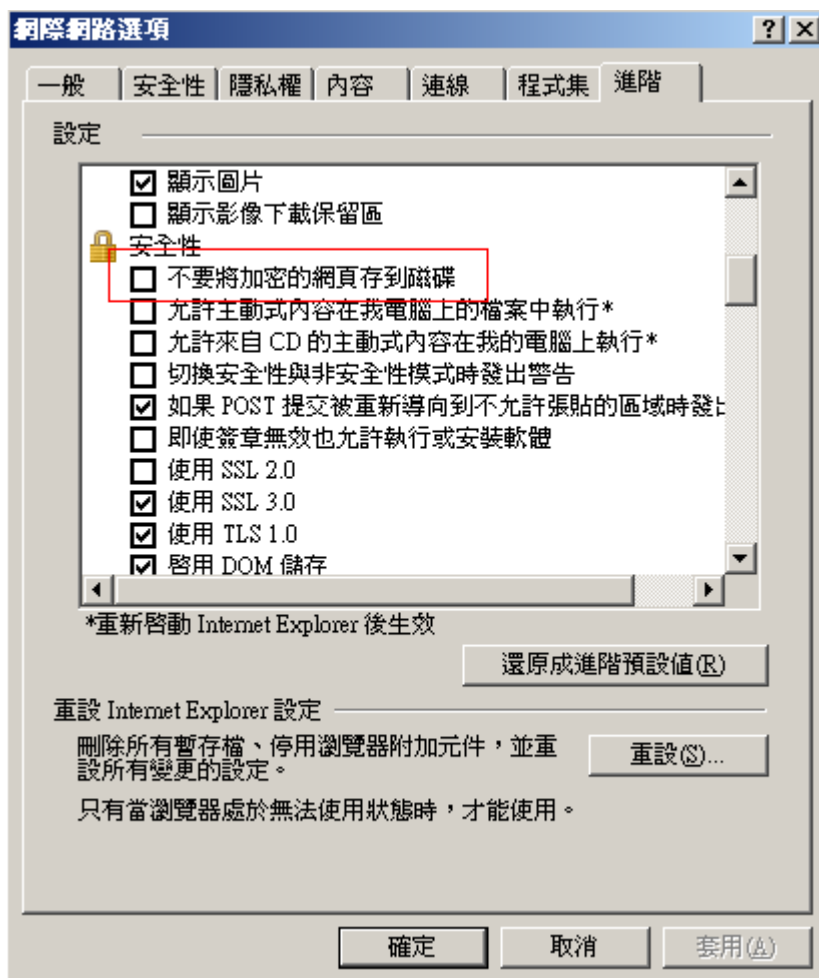 網際網路選項
一般 安全性 隱私權 內容 連線 程式集 進階
設定
顯示圖片
顯示影像下載保留區
安全性
不要將加密的網頁存到磁碟
允許主動式內容在我電腦上的檔案中執行*
允許來自 CD 的主動式內容在我的電腦上執行*
切換安全性與非安全性模式時發出警告
如果 POST 提交被重新導向到不允許張貼的區域時發出
即使簽章無效也允許執行或安裝軟體
使用 SSL 2.0
使用 SSL 3.0
使用 TLS 1.0
啟用 DOM 儲存
*重新啟動 Internet Explorer 後生效
還原成進階預設值(R)
重設 Internet Explorer 設定
刪除所有暫存檔、停用瀏覽器附加元件，並重
設所有變更的設定。
重設(S)...
只有當瀏覽器處於無法使用狀態時，才能使用。
確定 取消 套用(A)